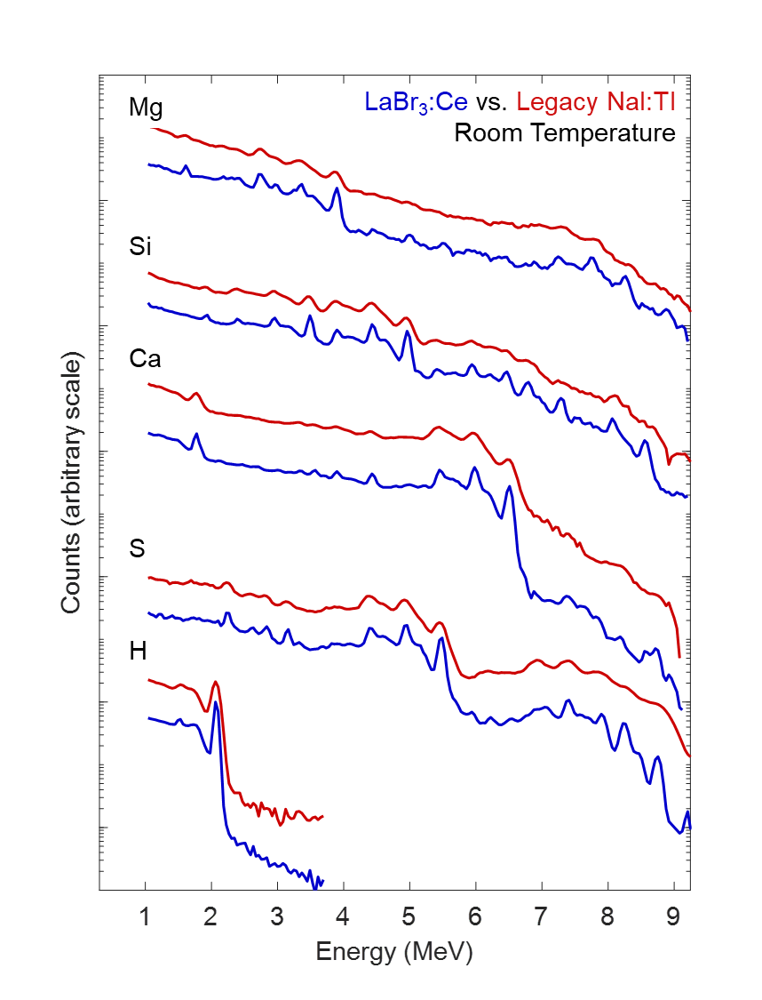 Mg
LaBr3:Ce vs. Legacy NaI:Tl
Room Temperature
Si
Ca
S
H
Counts (arbitrary scale)
1 2 3 4 5 6 7 8 9
Energy (MeV)